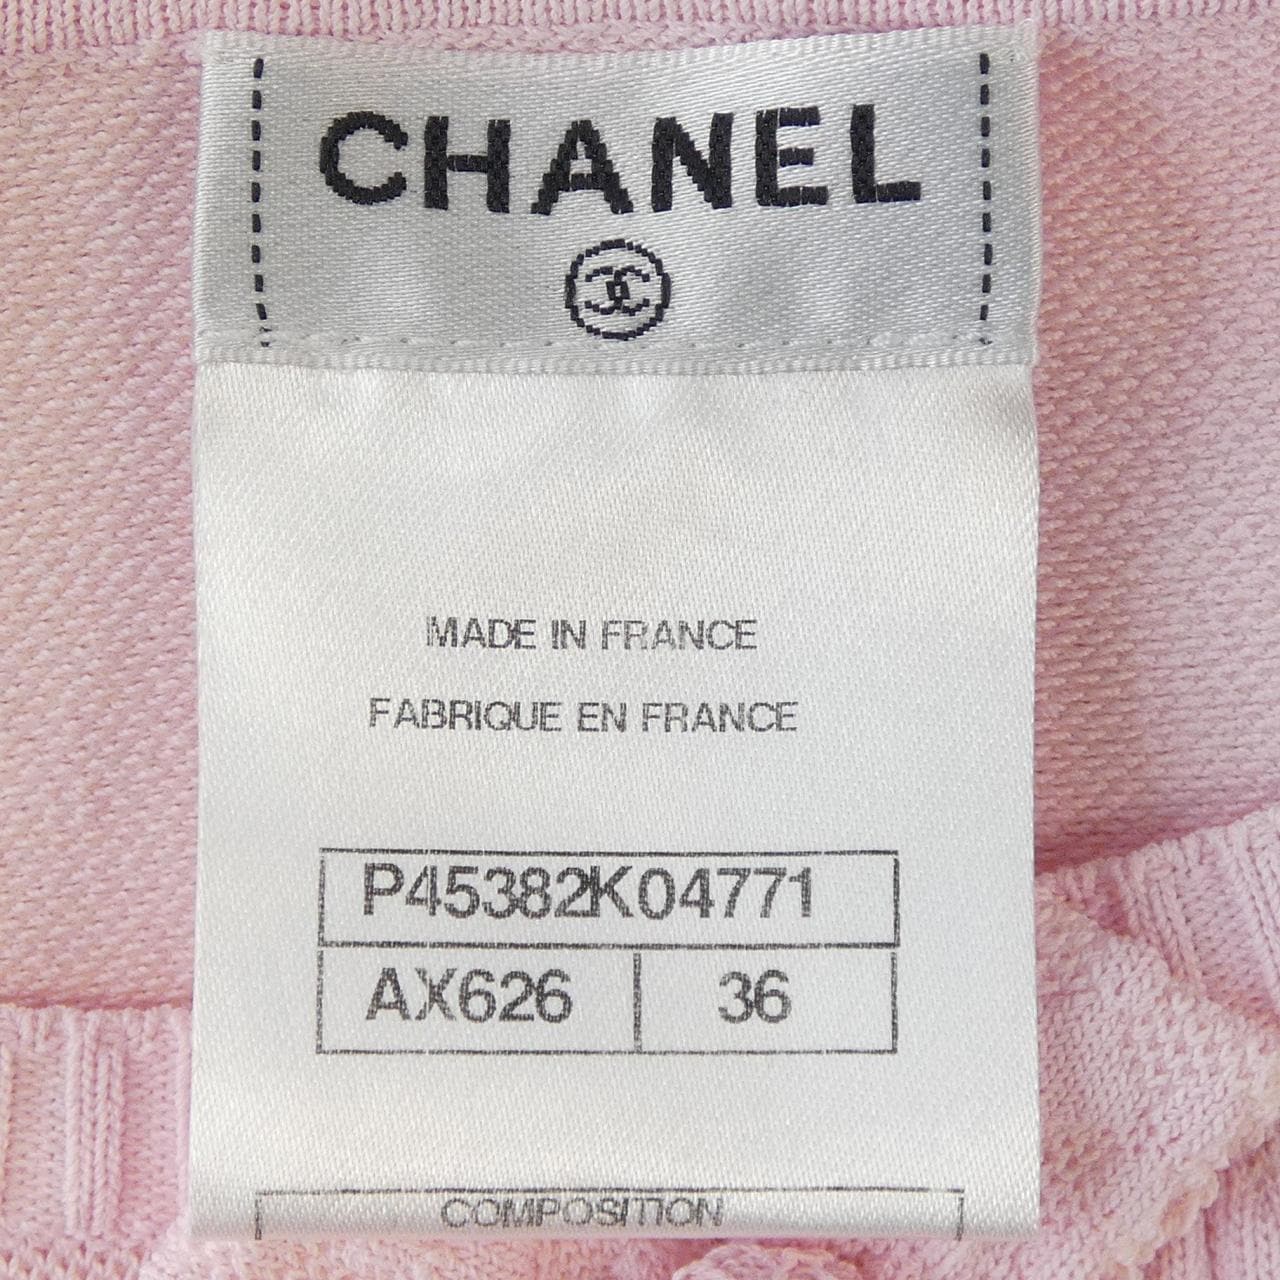 CHANEL
MADE IN FRANCE
FABRIQUE EN FRANCE
P45382K04771
AX626 36
COMPOSITION